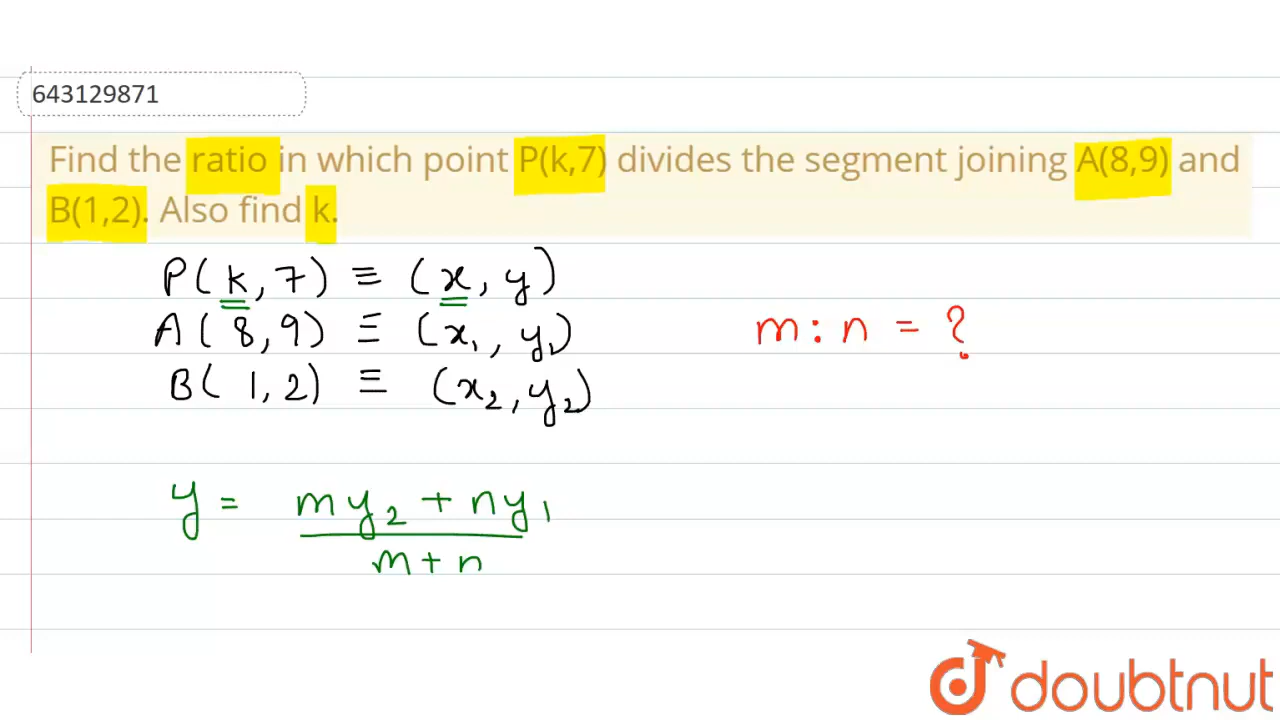 643129871
Find the ratio in which point P(k,7) divides the segment joining A(8,9) and
B(1,2). Also find k.
P(k,7) ≡ (x, y)
A(8,9) ≡ (x₁, y₁)
m : n = ?
B(1,2) ≡ (x₂, y₂)
y = my₂ + ny₁
m + n
doubtnut